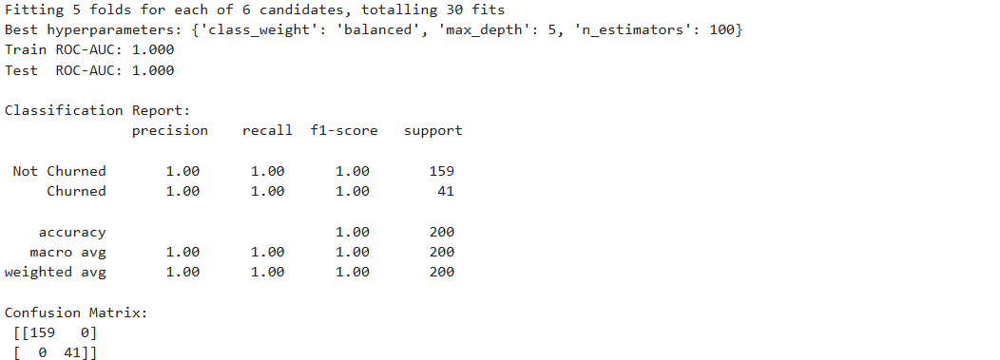 Fitting 5 folds for each of 6 candidates, totalling 30 fits
Best hyperparameters: {'class_weight': 'balanced', 'max_depth': 5, 'n_estimators': 100}
Train ROC-AUC: 1.000
Test  ROC-AUC: 1.000
Classification Report:
               precision    recall  f1-score   support
 Not Churned       1.00      1.00      1.00       159
     Churned       1.00      1.00      1.00        41
    accuracy                           1.00       200
   macro avg       1.00      1.00      1.00       200
weighted avg       1.00      1.00      1.00       200
Confusion Matrix:
 [[159   0]
 [  0  41]]